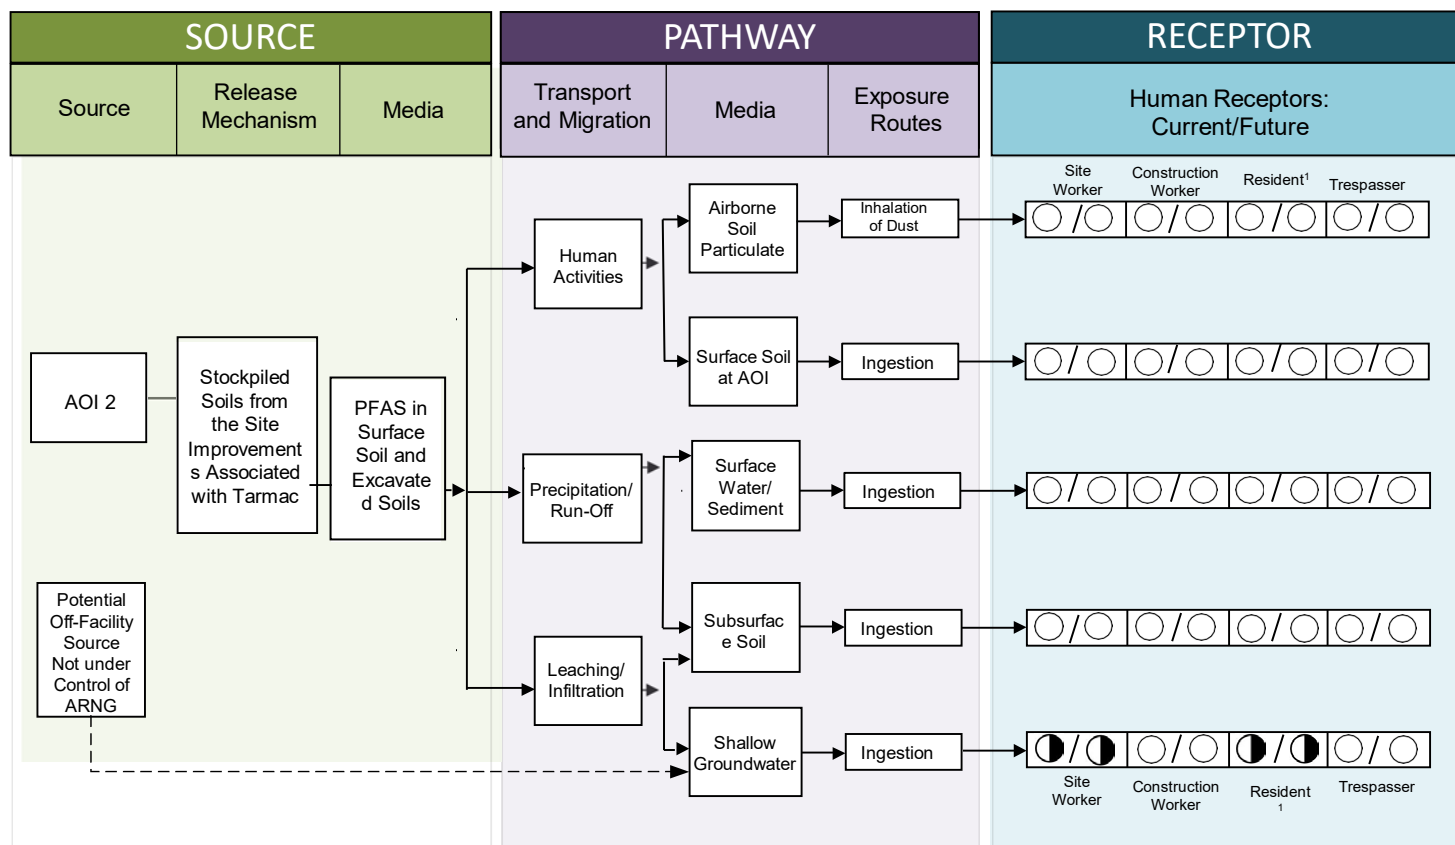 SOURCE
PATHWAY
RECEPTOR
Source
Release
Mechanism
Media
Transport
and Migration
Media
Exposure
Routes
Human Receptors:
Current/Future
Site
Worker
Construction
Worker
Resident1
Trespasser
/
/
/
/
Airborne
Soil
Particulate
Inhalation
of Dust
Human
Activities
Surface Soil
at AOI
Ingestion
/
/
/
/
AOI 2
Stockpiled
Soils from
the Site
Improvement
s Associated
with Tarmac
PFAS in
Surface
Soil and
Excavate
d Soils
Precipitation/
Run-Off
Surface
Water/
Sediment
Ingestion
/
/
/
/
Potential
Off-Facility
Source
Not under
Control of
ARNG
Leaching/
Infiltration
Subsurfac
e Soil
Ingestion
/
/
/
/
Shallow
Groundwater
Ingestion
/
/
/
/
Site
Worker
Construction
Worker
Resident
1
Trespasser